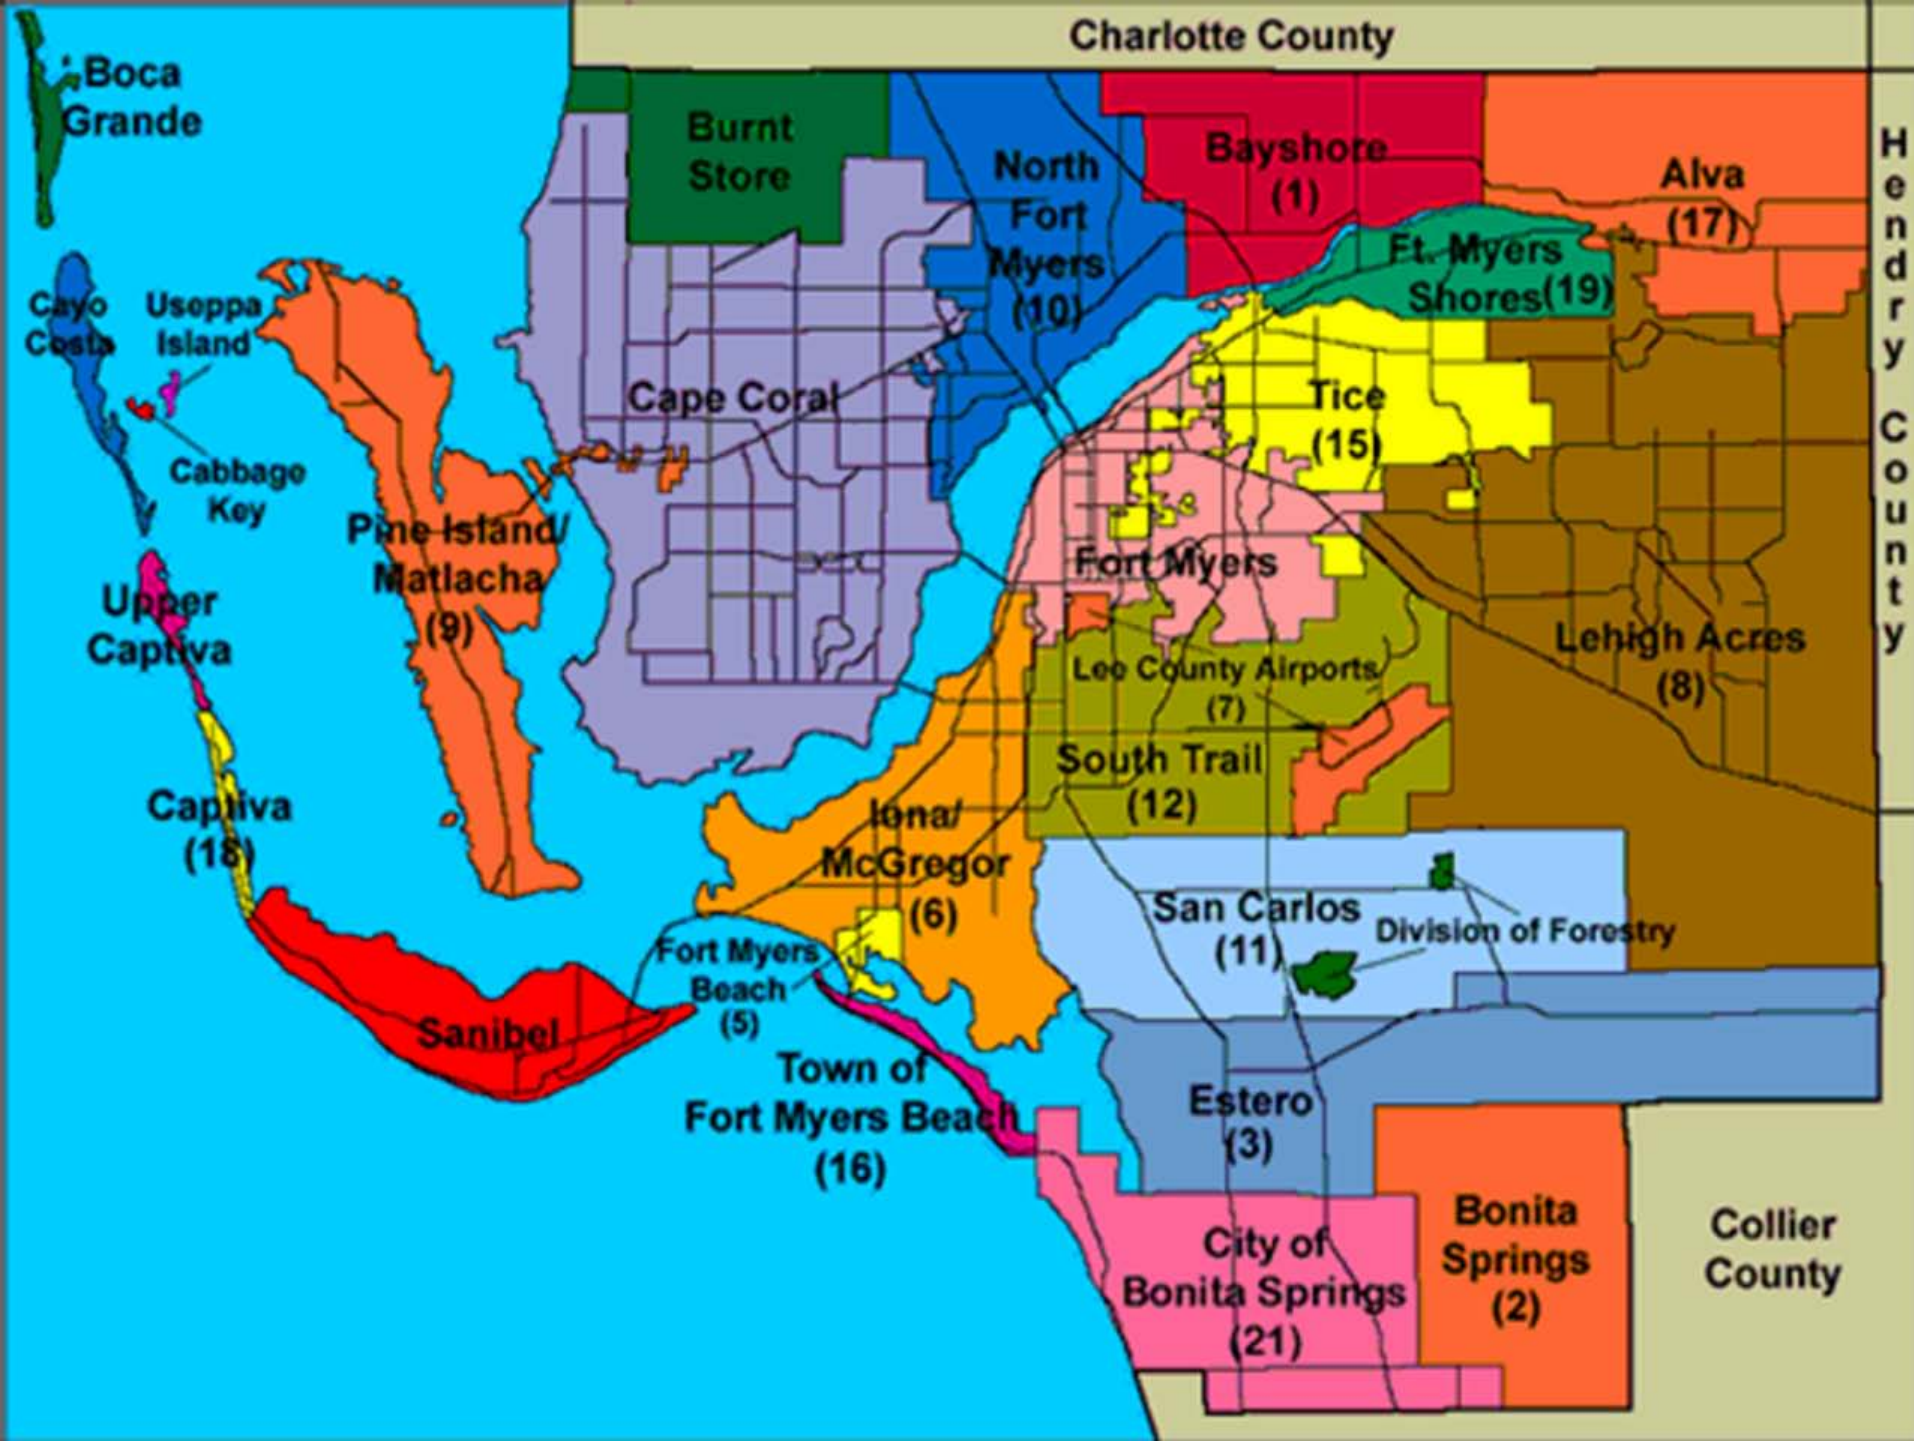 Charlotte County
Boca
Grande
Burnt
Store
North
Fort
Myers
(10)
Bayshore
(1)
Alva
(17)
Hendry County
Ft. Myers
Shores(19)
Cayo
Costa
Useppa
Island
Cabbage
Key
Cape Coral
Tice
(15)
Pine Island/
Matlacha
(9)
Fort Myers
Upper
Captiva
Lehigh Acres
(8)
Lee County Airports
(7)
South Trail
(12)
Captiva
(18)
Iona/
McGregor
(6)
San Carlos
(11)
Division of Forestry
Fort Myers
Beach
(5)
Sanibel
Town of
Fort Myers Beach
(16)
Estero
(3)
City of
Bonita Springs
(21)
Bonita
Springs
(2)
Collier
County